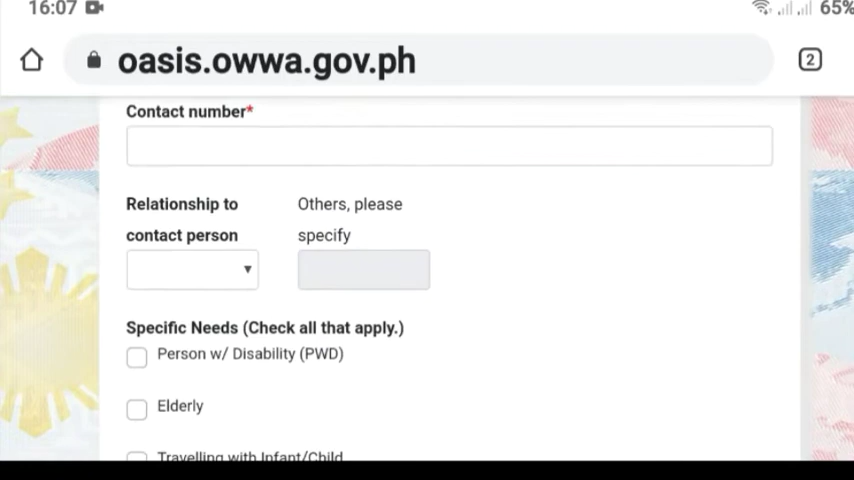 16:07
65%
oasis.owwa.gov.ph
2
Contact number*
Relationship to
contact person
Others, please
specify
Specific Needs (Check all that apply.)
Person w/ Disability (PWD)
Elderly
Travelling with Infant/Child